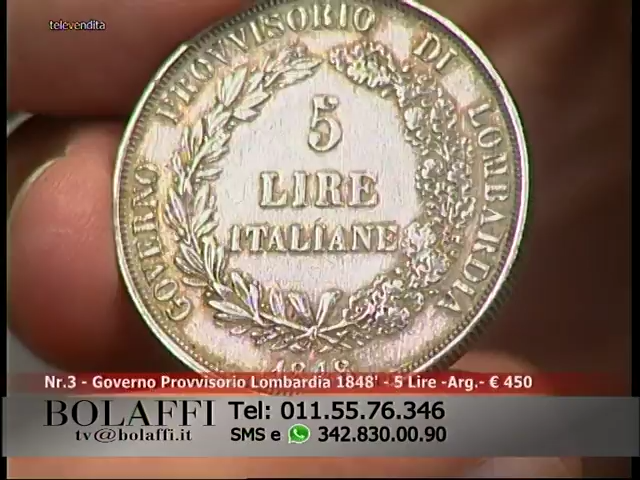 televendita
GOVERNO PROVVISORIO DI LOMBARDIA
5
LIRE
ITALIANE
1848
Nr.3 - Governo Provvisorio Lombardia 1848' - 5 Lire -Arg.- € 450
BOLAFFI
tv@bolaffi.it
Tel: 011.55.76.346
SMS e 342.830.00.90